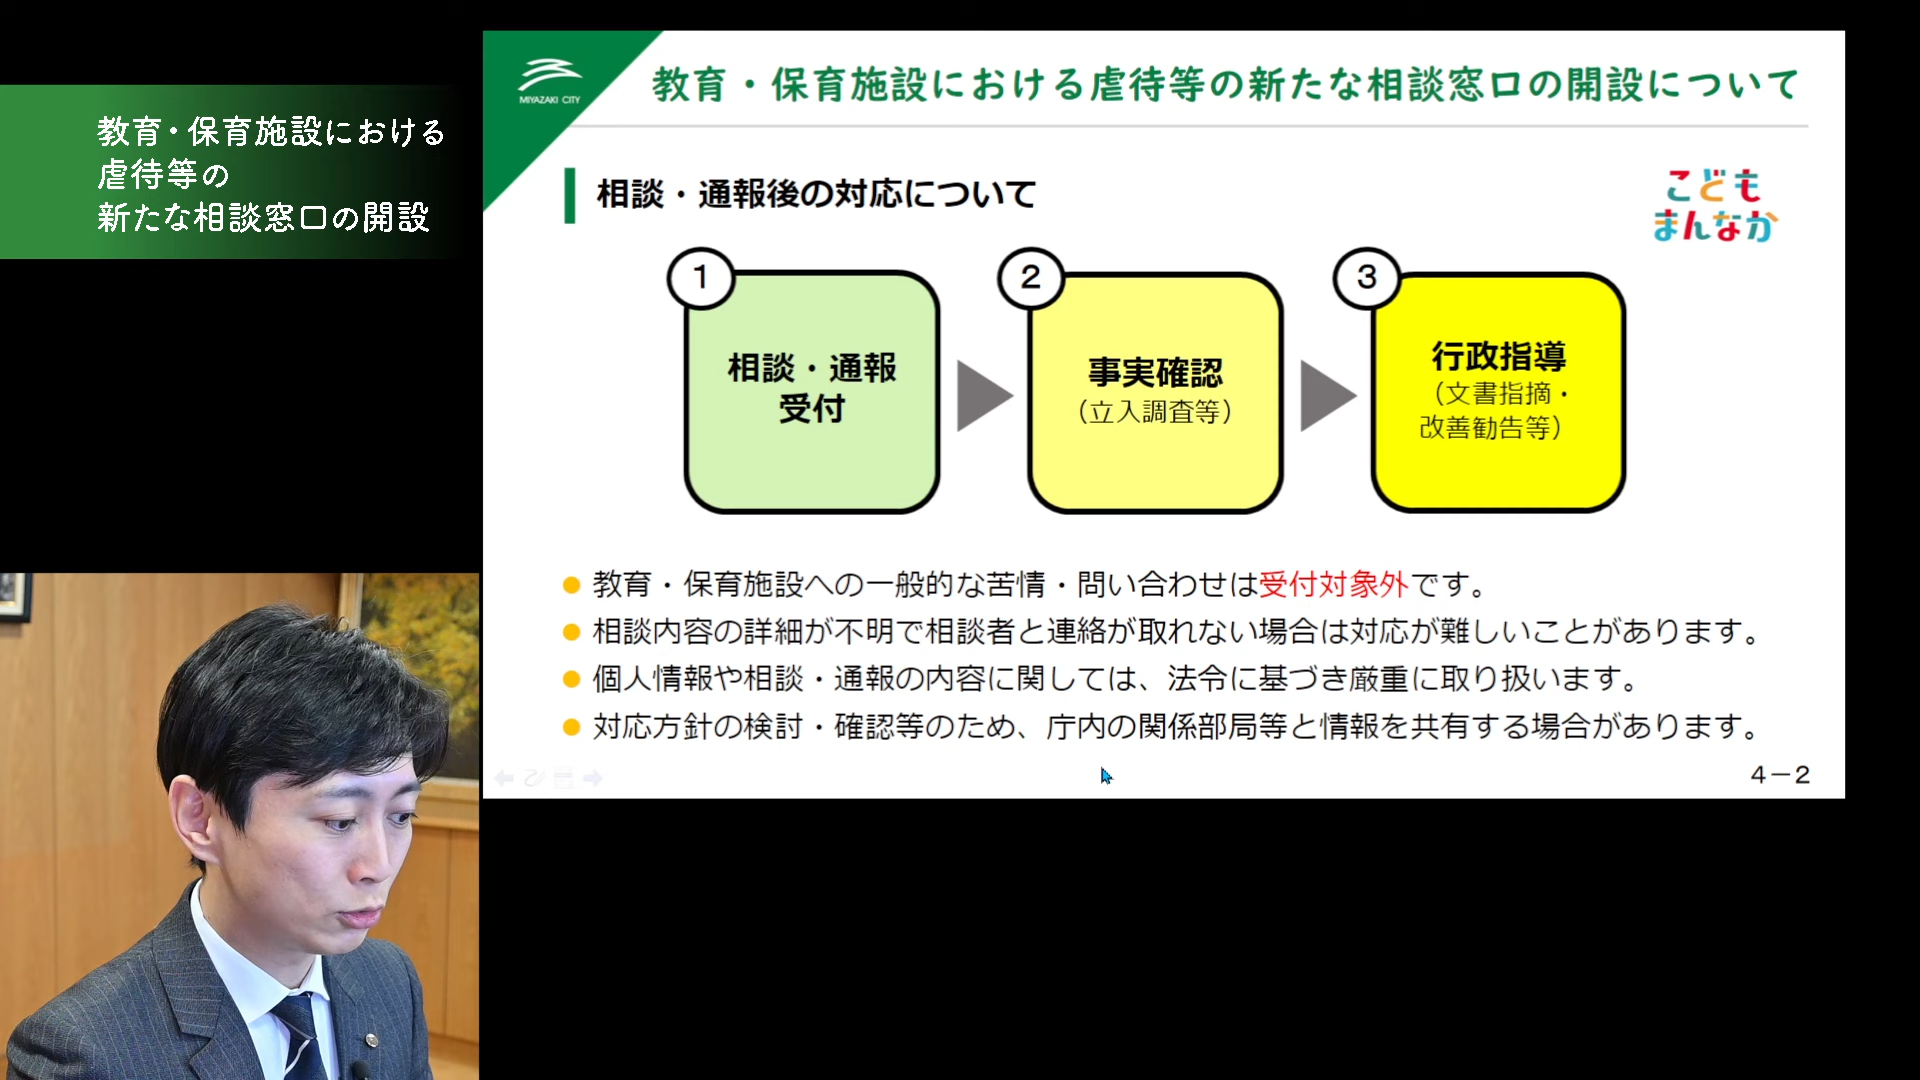 教育・保育施設における
虐待等の
新たな相談窓口の開設
MIYAZAKI CITY
教育・保育施設における虐待等の新たな相談窓口の開設について
相談・通報後の対応について
こども
まんなか
1
相談・通報
受付
2
事実確認
（立入調査等）
3
行政指導
（文書指摘・
改善勧告等）
教育・保育施設への一般的な苦情・問い合わせは受付対象外です。
相談内容の詳細が不明で相談者と連絡が取れない場合は対応が難しいことがあります。
個人情報や相談・通報の内容に関しては、法令に基づき厳重に取り扱います。
対応方針の検討・確認等のため、庁内の関係部局等と情報を共有する場合があります。
4－2